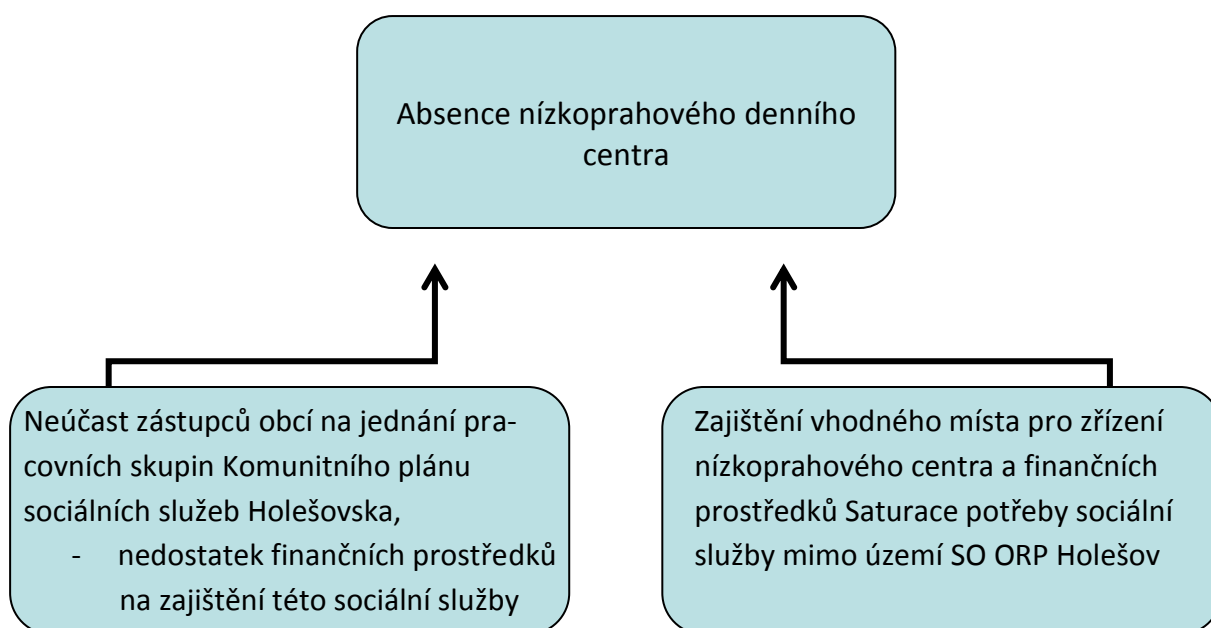 Absence nízkoprahového denního
centra
Neúčast zástupců obcí na jednání pra-
covních skupin Komunitního plánu
sociálních služeb Holešovska,
- nedostatek finančních prostředků
na zajištění této sociální služby
Zajištění vhodného místa pro zřízení
nízkoprahového centra a finančních
prostředků Saturace potřeby sociální
služby mimo území SO ORP Holešov